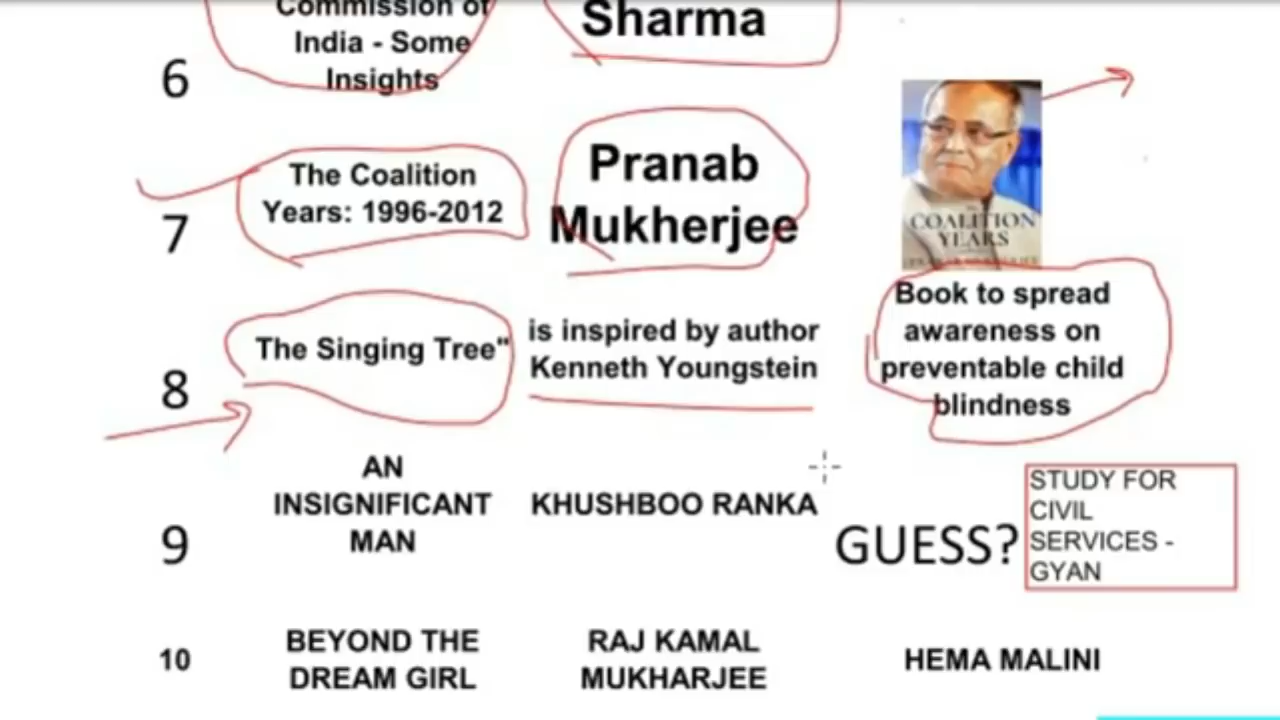 Commission of
India - Some
Insights
Sharma
6
The Coalition
Years: 1996-2012
Pranab
Mukherjee
7
COALITION
YEARS
The Singing Tree"
is inspired by author
Kenneth Youngstein
Book to spread
awareness on
preventable child
blindness
8
AN
INSIGNIFICANT
MAN
KHUSHBOO RANKA
GUESS?
9
STUDY FOR
CIVIL
SERVICES -
GYAN
10
BEYOND THE
DREAM GIRL
RAJ KAMAL
MUKHARJEE
HEMA MALINI